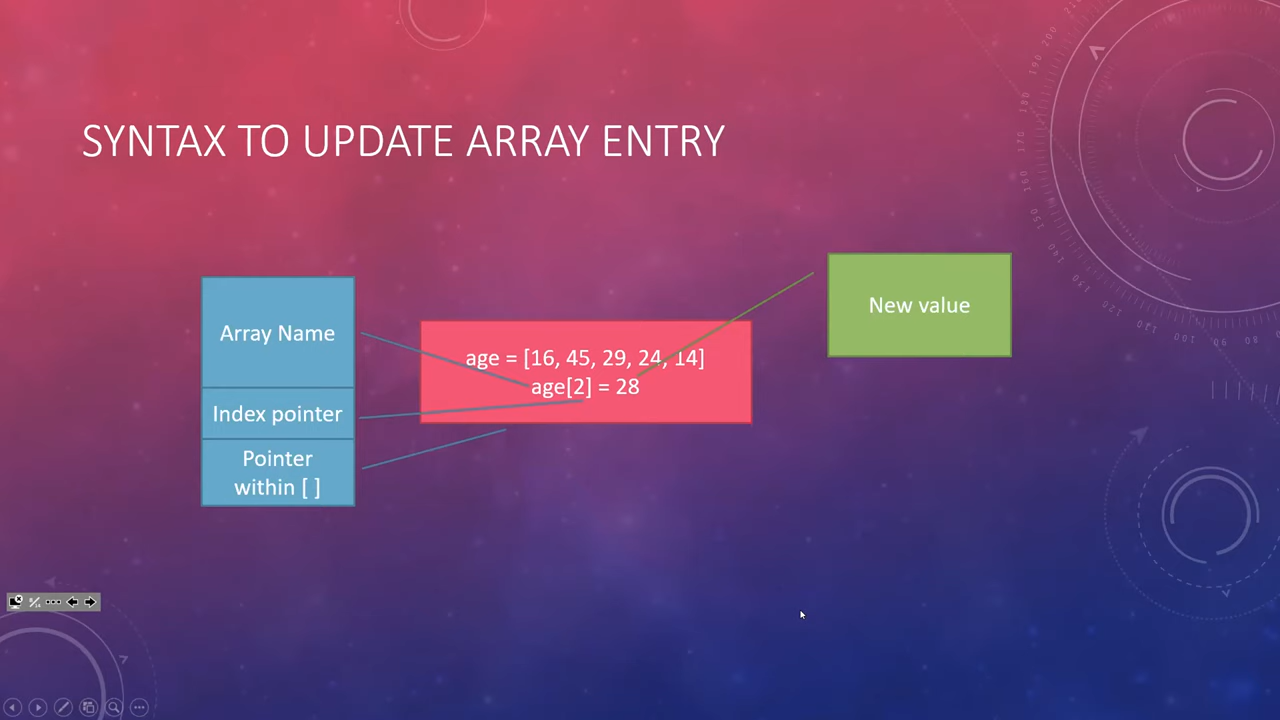 SYNTAX TO UPDATE ARRAY ENTRY
Array Name
Index pointer
Pointer
within [ ]
age = [16, 45, 29, 24, 14]
age[2] = 28
New value